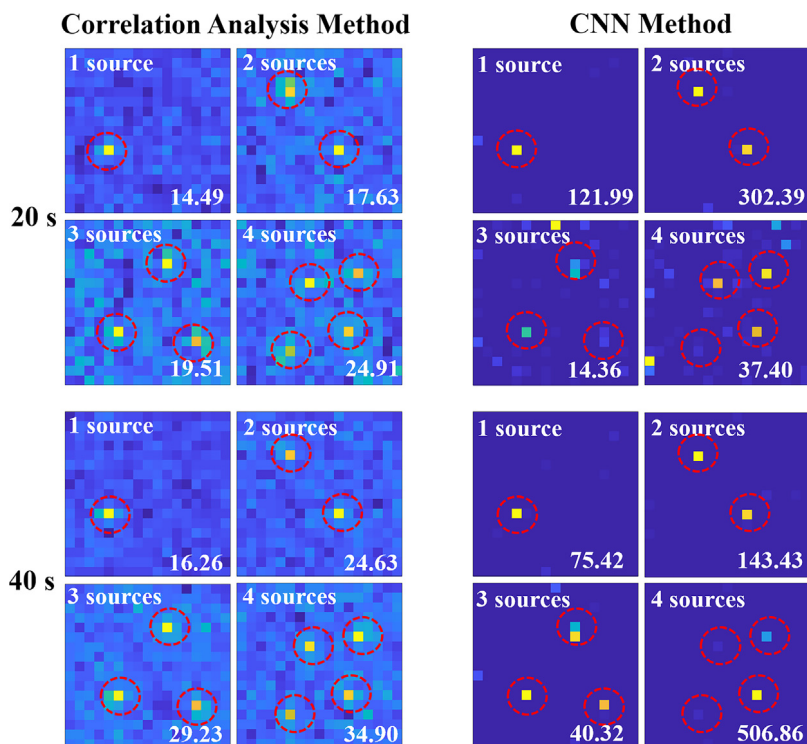 Correlation Analysis Method
CNN Method
1 source
2 sources
1 source
2 sources
14.49
17.63
121.99
302.39
20 s
3 sources
4 sources
3 sources
4 sources
19.51
24.91
14.36
37.40
1 source
2 sources
1 source
2 sources
16.26
24.63
75.42
143.43
40 s
3 sources
4 sources
3 sources
4 sources
29.23
34.90
40.32
506.86